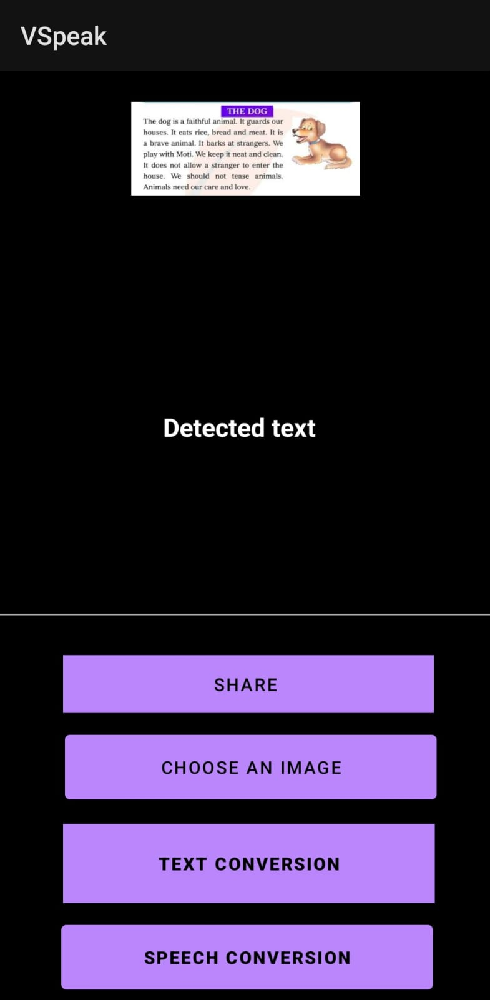 VSpeak
THE DOG
The dog is a faithful animal. It guards our
houses. It eats rice, bread and meat. It is
a brave animal. It barks at strangers. We
play with Moti. We keep it neat and clean.
It does not allow a stranger to enter the
house. We should not tease animals.
Animals need our care and love.
Detected text
SHARE
CHOOSE AN IMAGE
TEXT CONVERSION
SPEECH CONVERSION